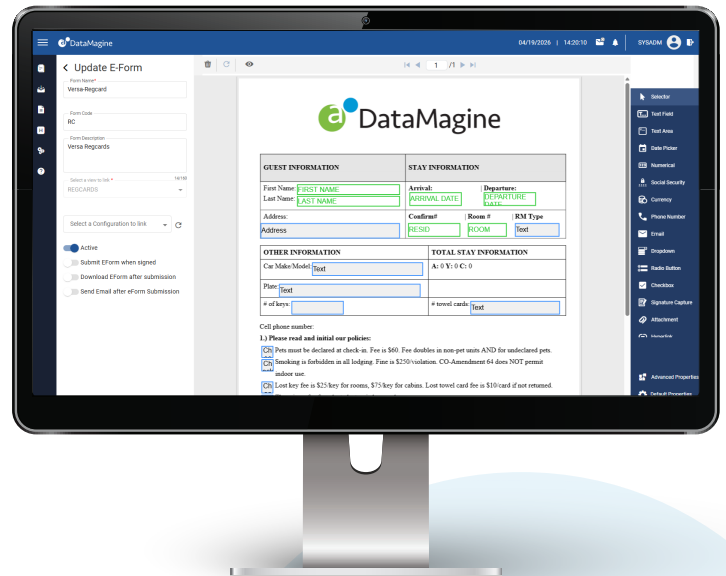 DataMagine
04/19/2026 | 14:20:10
SYSADM
Update E-Form
Form Name*
Versa-Regcard
Form Code
RC
Form Description
Versa Regcards
14/150
Select a view to link *
REGCARDS
Select a Configuration to link
Active
Submit EForm when signed
Download EForm after submission
Send Email after eForm Submission
1 /1
DataMagine
GUEST INFORMATION STAY INFORMATION
First Name: FIRST NAME Arrival: | Departure:
Last Name: LAST NAME ARRIVAL DATE DEPARTURE DATE
Address: Confirm# | Room # | RM Type
Address RESID ROOM Text
OTHER INFORMATION TOTAL STAY INFORMATION
Car Make/Model: Text A: 0 Y: 0 C: 0
Plate: Text
# of keys: # towel cards: Text
Cell phone number:
1.) Please read and initial our policies:
Ch Pets must be declared at check-in. Fee is $60. Fee doubles in non-pet units AND for undeclared pets.
Ch Smoking is forbidden in all lodging. Fine is $250/violation. CO-Amendment 64 does NOT permit
indoor use.
Ch Lost key fee is $25/key for rooms, $75/key for cabins. Lost towel card fee is $10/card if not returned.
Selector
Text Field
Text Area
Date Picker
Numerical
Social Security
Currency
Phone Number
Email
Dropdown
Radio Button
Checkbox
Signature Capture
Attachment
Hyperlink
Advanced Properties
Default Properties